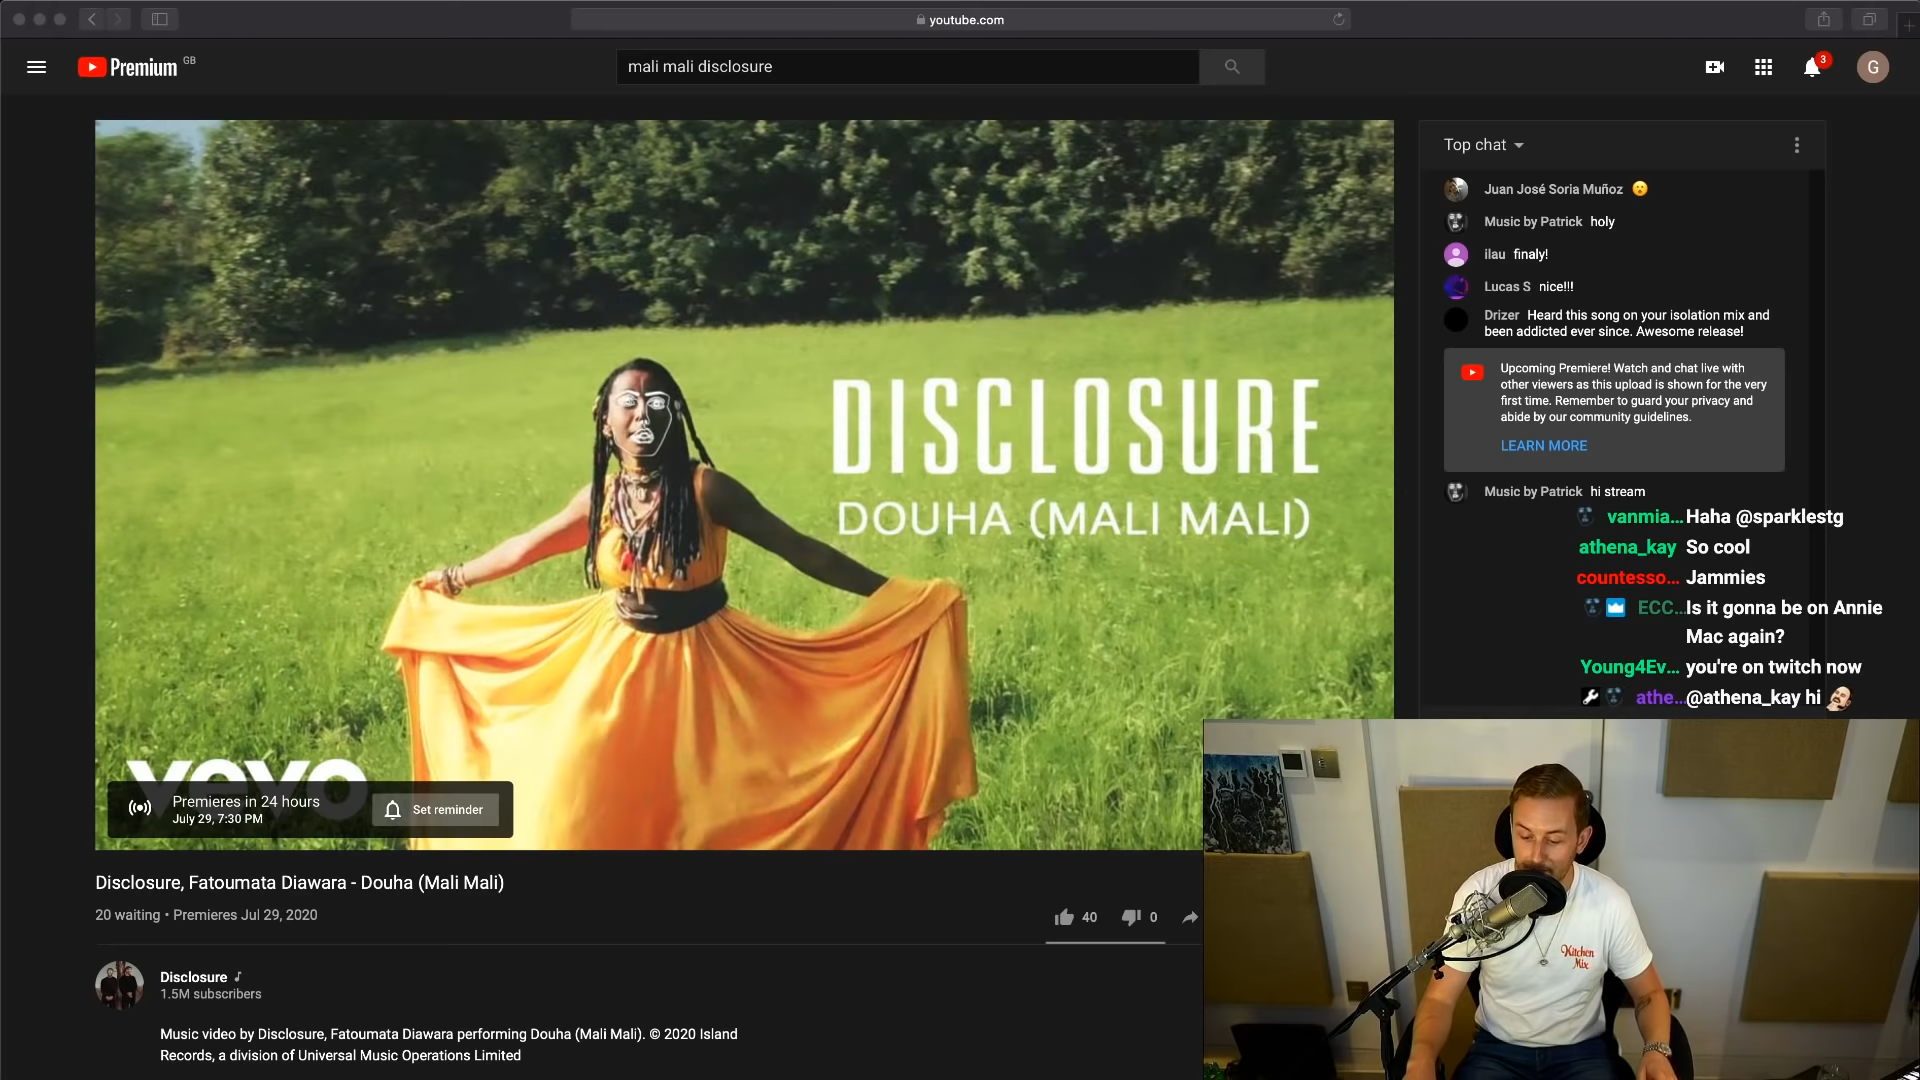 youtube.com
Premium GB
mali mali disclosure
3
G
DISCLOSURE
DOUHA (MALI MALI)
vevo
Premieres in 24 hours
July 29, 7:30 PM
Set reminder
Disclosure, Fatoumata Diawara - Douha (Mali Mali)
20 waiting • Premieres Jul 29, 2020
40
0
Disclosure
1.5M subscribers
Music video by Disclosure, Fatoumata Diawara performing Douha (Mali Mali). © 2020 Island
Records, a division of Universal Music Operations Limited
Top chat
Juan José Soria Muñoz
Music by Patrick holy
ilau finaly!
Lucas S nice!!!
Drizer Heard this song on your isolation mix and
been addicted ever since. Awesome release!
Upcoming Premiere! Watch and chat live with
other viewers as this upload is shown for the very
first time. Remember to guard your privacy and
abide by our community guidelines.
LEARN MORE
Music by Patrick hi stream
vanmia... Haha @sparklestg
athena_kay So cool
countesso... Jammies
ECC... Is it gonna be on Annie
Mac again?
Young4Ev... you're on twitch now
athe... @athena_kay hi
Kitchen
Mix